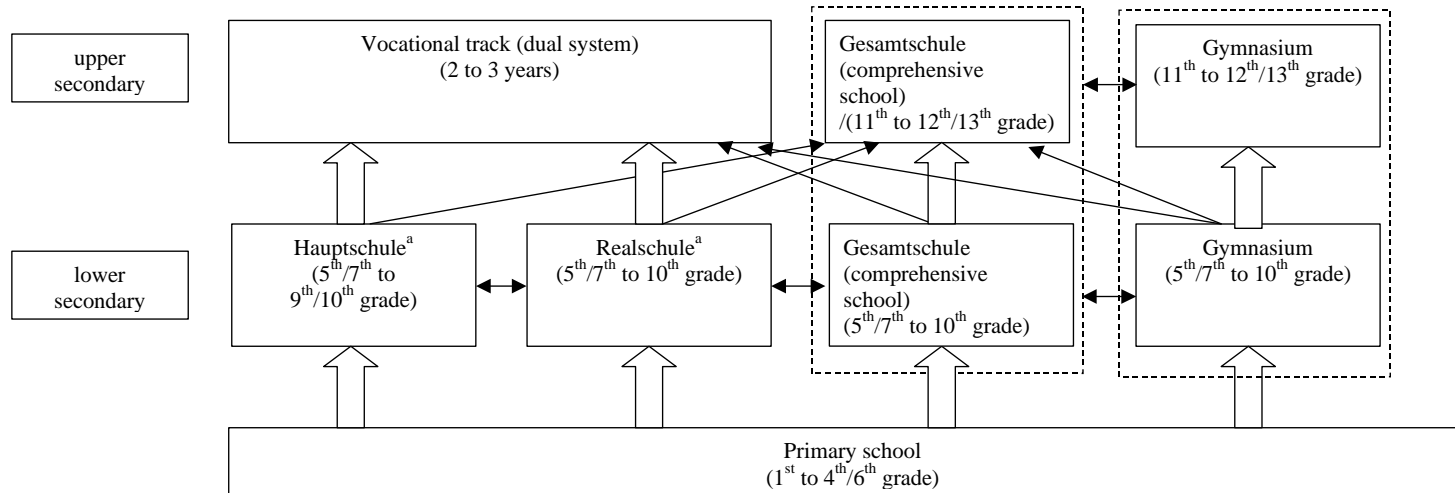 upper
secondary
Vocational track (dual system)
(2 to 3 years)
Gesamtschule
(comprehensive
school)
/(11th to 12th/13th grade)
Gymnasium
(11th to 12th/13th grade)
lower
secondary
Hauptschuleª
(5th/7th to
9th/10th grade)
Realschuleª
(5th/7th to 10th grade)
Gesamtschule
(comprehensive
school)
(5th/7th to 10th grade)
Gymnasium
(5th/7th to 10th grade)
Primary school
(1st to 4th/6th grade)